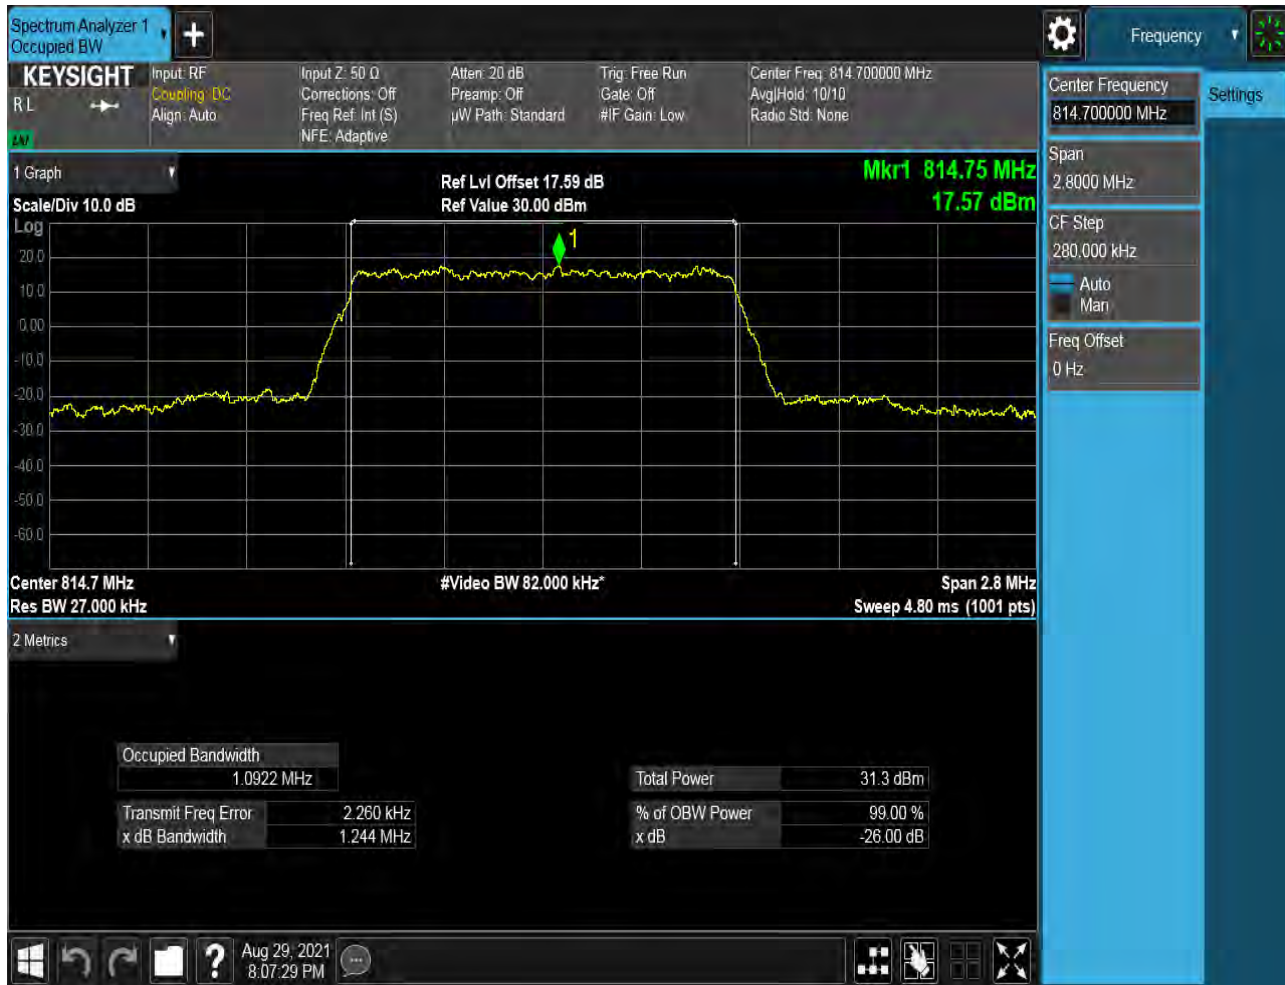 Spectrum Analyzer 1
Occupied BW
Frequency
KEYSIGHT
R L
Input: RF
Coupling: DC
Align: Auto
Input Z: 50 Ω
Corrections: Off
Freq Ref: Int (S)
NFE: Adaptive
Atten: 20 dB
Preamp: Off
µW Path: Standard
Trig: Free Run
Gate: Off
#IF Gain: Low
Center Freq: 814.700000 MHz
Avg|Hold: 10/10
Radio Std: None
Center Frequency
814.700000 MHz
Settings
Span
2.8000 MHz
CF Step
280.000 kHz
Auto
Man
Freq Offset
0 Hz
1 Graph
Ref Lvl Offset 17.59 dB
Mkr1 814.75 MHz
Scale/Div 10.0 dB
Ref Value 30.00 dBm
17.57 dBm
Log
1
20.0
10.0
0.00
-10.0
-20.0
-30.0
-40.0
-50.0
-60.0
Center 814.7 MHz
#Video BW 82.000 kHz*
Span 2.8 MHz
Res BW 27.000 kHz
Sweep 4.80 ms (1001 pts)
2 Metrics
Occupied Bandwidth
1.0922 MHz
Total Power 31.3 dBm
Transmit Freq Error 2.260 kHz
% of OBW Power 99.00 %
x dB Bandwidth 1.244 MHz
x dB -26.00 dB
?
Aug 29, 2021
8:07:29 PM